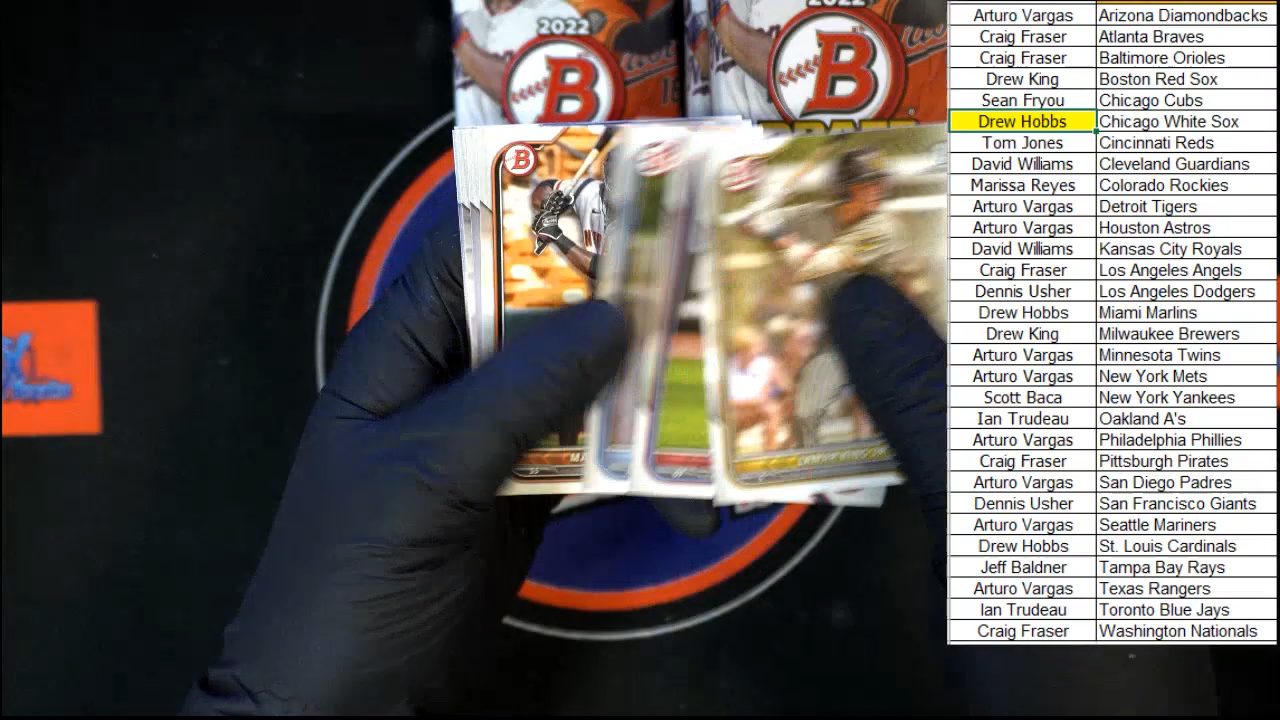 2022
B
2022
B
B
MA
Arturo Vargas Arizona Diamondbacks
Craig Fraser Atlanta Braves
Craig Fraser Baltimore Orioles
Drew King Boston Red Sox
Sean Fryou Chicago Cubs
Drew Hobbs Chicago White Sox
Tom Jones Cincinnati Reds
David Williams Cleveland Guardians
Marissa Reyes Colorado Rockies
Arturo Vargas Detroit Tigers
Arturo Vargas Houston Astros
David Williams Kansas City Royals
Craig Fraser Los Angeles Angels
Dennis Usher Los Angeles Dodgers
Drew Hobbs Miami Marlins
Drew King Milwaukee Brewers
Arturo Vargas Minnesota Twins
Arturo Vargas New York Mets
Scott Baca New York Yankees
Ian Trudeau Oakland A's
Arturo Vargas Philadelphia Phillies
Craig Fraser Pittsburgh Pirates
Arturo Vargas San Diego Padres
Dennis Usher San Francisco Giants
Arturo Vargas Seattle Mariners
Drew Hobbs St. Louis Cardinals
Jeff Baldner Tampa Bay Rays
Arturo Vargas Texas Rangers
Ian Trudeau Toronto Blue Jays
Craig Fraser Washington Nationals